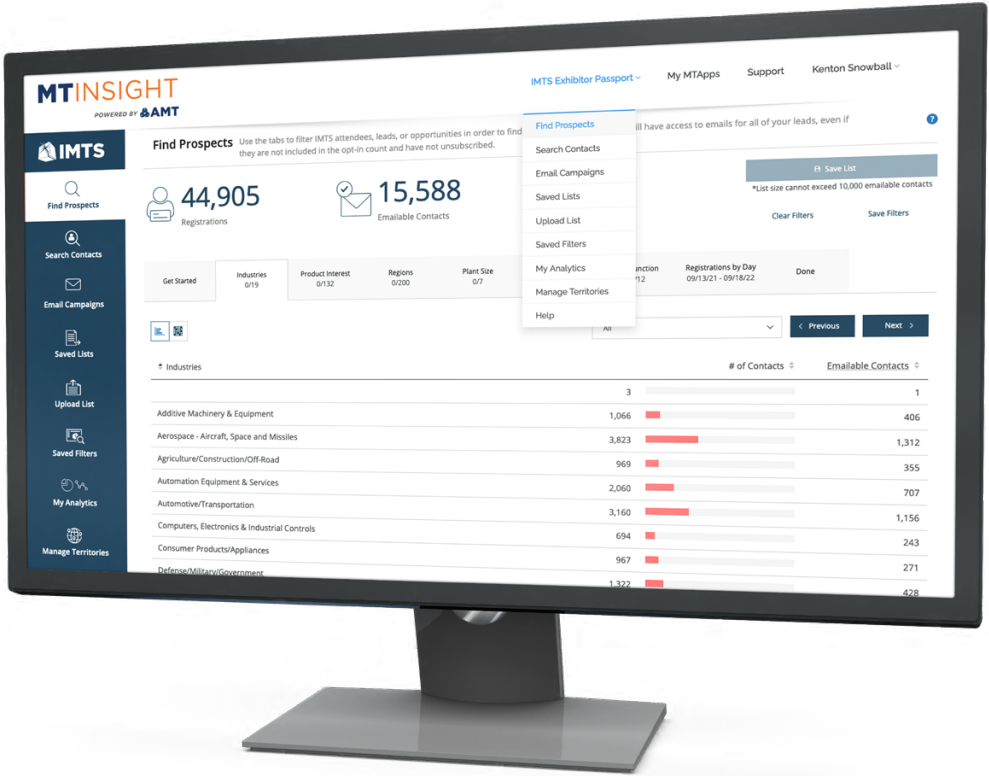 MTINSIGHT
POWERED BY AMT
IMTS Exhibitor Passport
My MTApps
Support
Kenton Snowball
IMTS
Find Prospects
Search Contacts
Email Campaigns
Saved Lists
Upload List
Saved Filters
My Analytics
Manage Territories
Find Prospects
Use the tabs to filter IMTS attendees, leads, or opportunities in order to find
ill have access to emails for all of your leads, even if
they are not included in the opt-in count and have not unsubscribed.
?
Find Prospects
Search Contacts
Email Campaigns
Saved Lists
Upload List
Saved Filters
My Analytics
Manage Territories
Help
44,905
Registrations
15,588
Emailable Contacts
Save List
*List size cannot exceed 10,000 emailable contacts
Clear Filters
Save Filters
Get Started
Industries
0/19
Product Interest
0/132
Regions
0/200
Plant Size
0/7
unction
/12
Registrations by Day
09/13/21 - 09/18/22
Done
All
< Previous
Next >
Industries
# of Contacts
Emailable Contacts
3 1
Additive Machinery & Equipment 1,066 406
Aerospace - Aircraft, Space and Missiles 3,823 1,312
Agriculture/Construction/Off-Road 969 355
Automation Equipment & Services 2,060 707
Automotive/Transportation 3,160 1,156
Computers, Electronics & Industrial Controls 694 243
Consumer Products/Appliances 967 271
Defense/Military/Government 1,322 428